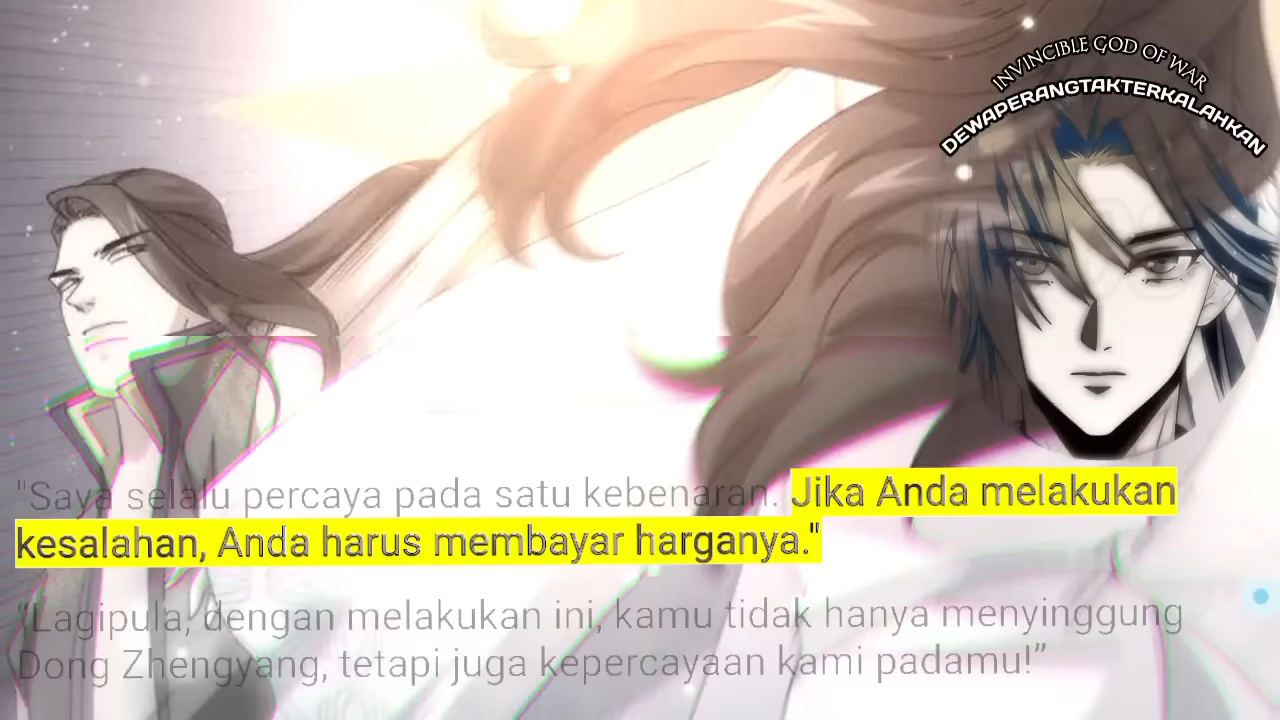 INVINCIBLE GOD OF WAR
DEWAPERANGTAKTERKALAHKAN
"Saya selalu percaya pada satu kebenaran. Jika Anda melakukan
kesalahan, Anda harus membayar harganya."
“Lagipula, dengan melakukan ini, kamu tidak hanya menyinggung
Dong Zhengyang, tetapi juga kepercayaan kami padamu!”